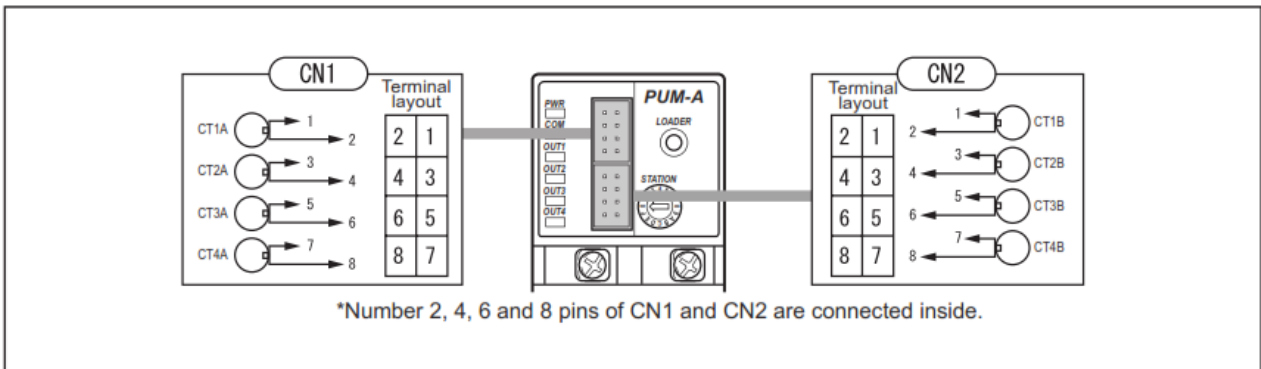 CN1
Terminal layout
CT1A 1 2
CT2A 3 4
CT3A 5 6
CT4A 7 8
2 1
4 3
6 5
8 7
PUM-A
PWR
COM
OUT1
OUT2
OUT3
OUT4
LOADER
STATION
CN2
Terminal layout
2 1
4 3
6 5
8 7
1 2 CT1B
3 4 CT2B
5 6 CT3B
7 8 CT4B
*Number 2, 4, 6 and 8 pins of CN1 and CN2 are connected inside.